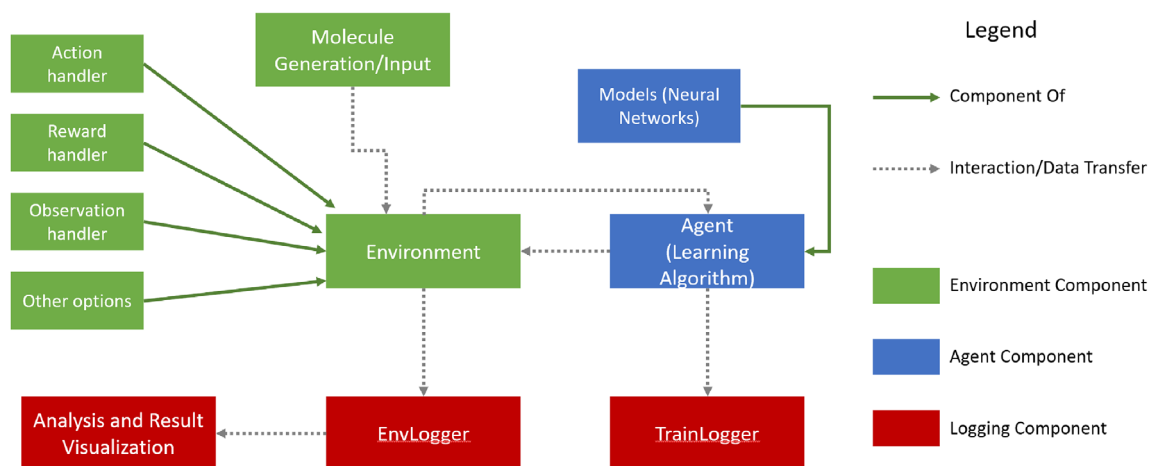 Action
handler
Molecule
Generation/Input
Legend
Models (Neural
Networks)
Component Of
Reward
handler
Interaction/Data Transfer
Observation
handler
Environment
Agent
(Learning
Algorithm)
Other options
Environment Component
Agent Component
Analysis and Result
Visualization
EnvLogger
TrainLogger
Logging Component